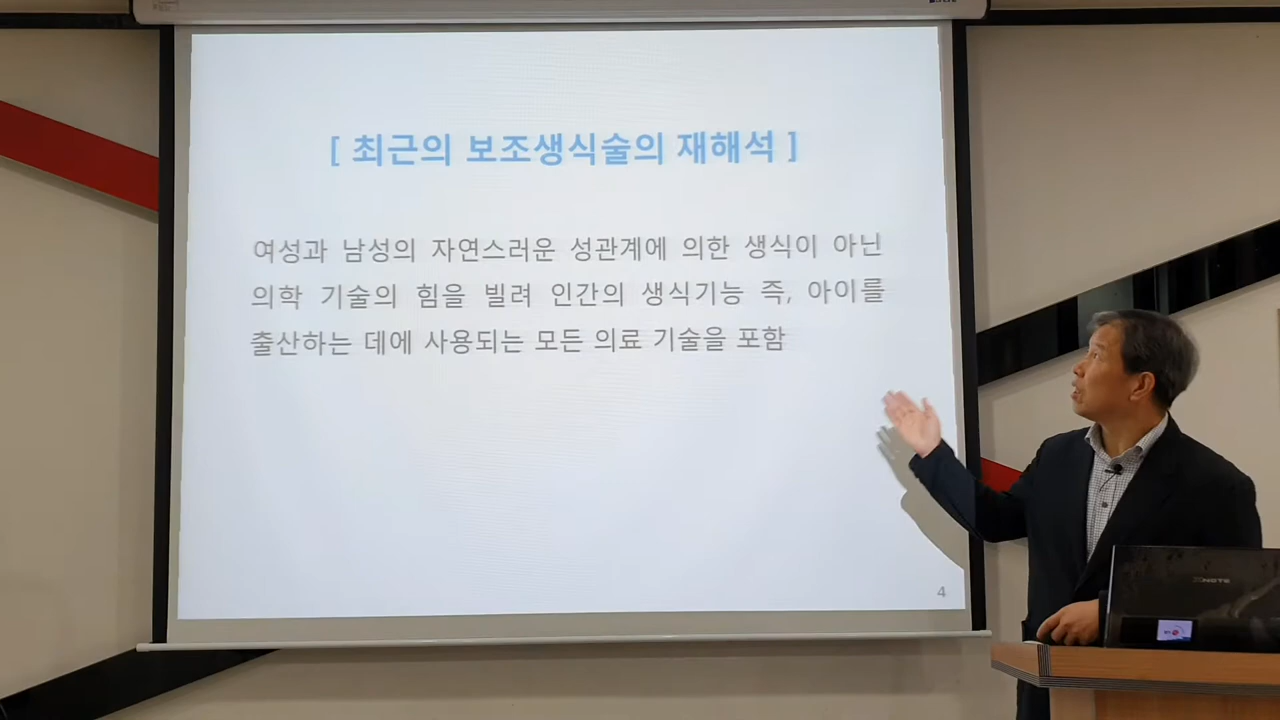 [ 최근의 보조생식술의 재해석 ]
여성과 남성의 자연스러운 성관계에 의한 생식이 아닌
의학 기술의 힘을 빌려 인간의 생식기능 즉, 아이를
출산하는 데에 사용되는 모든 의료 기술을 포함
4
XNOTE